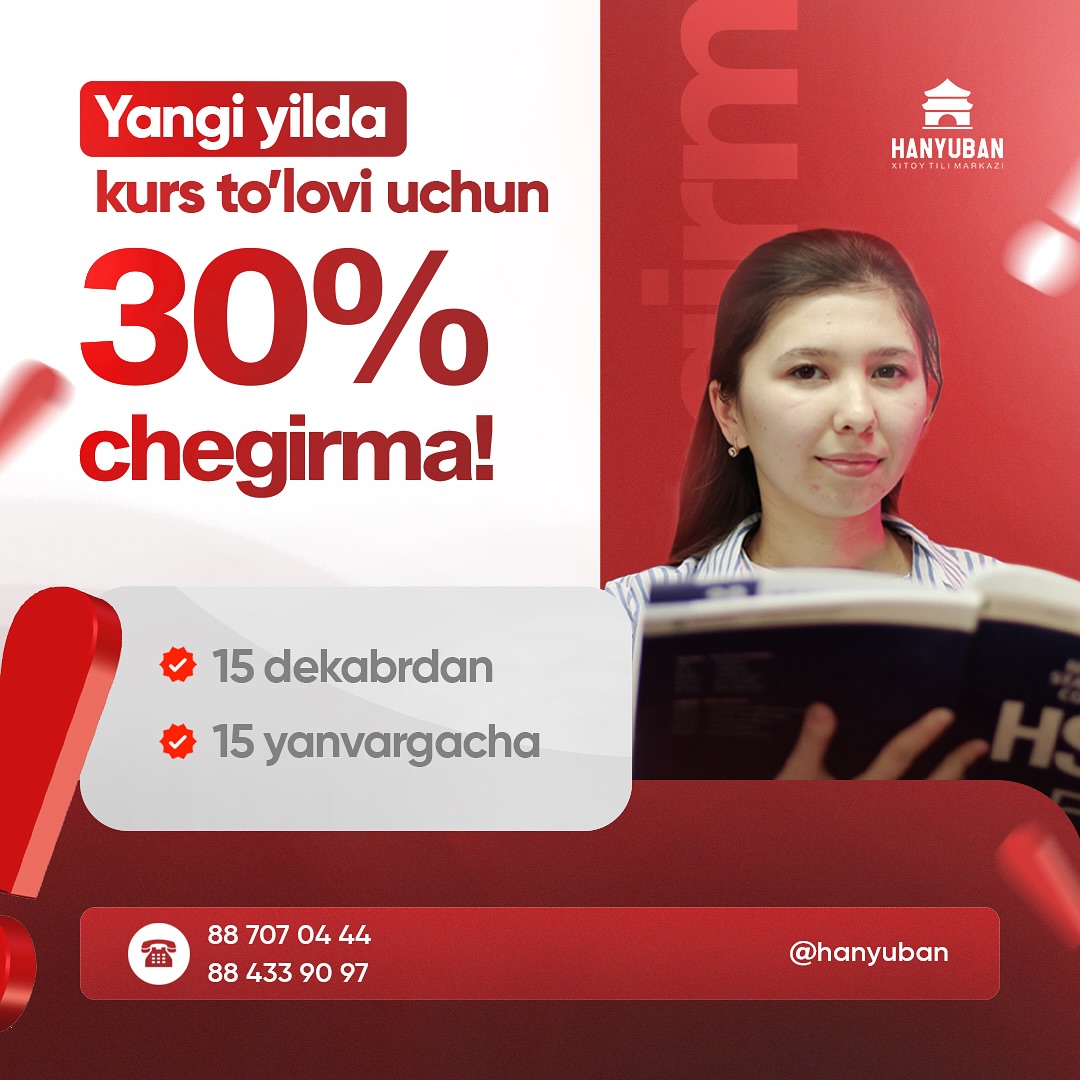 Yangi yilda
kurs to’lovi uchun
30%
chegirma!
HANYUBAN
XITOY TILI MARKAZI
15 dekabrdan
15 yanvargacha
88 707 04 44
88 433 90 97
@hanyuban